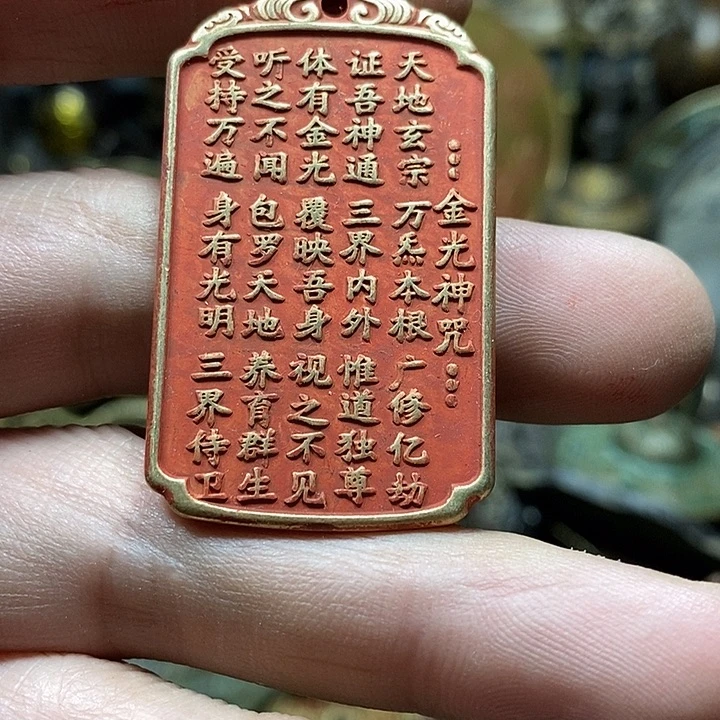 金光神咒
天地玄宗 万炁本根 广修亿劫
证吾神通 三界内外 惟道独尊
体有金光 覆映吾身 视之不见
听之不闻 包罗天地 养育群生
受持万遍 身有光明 三界侍卫